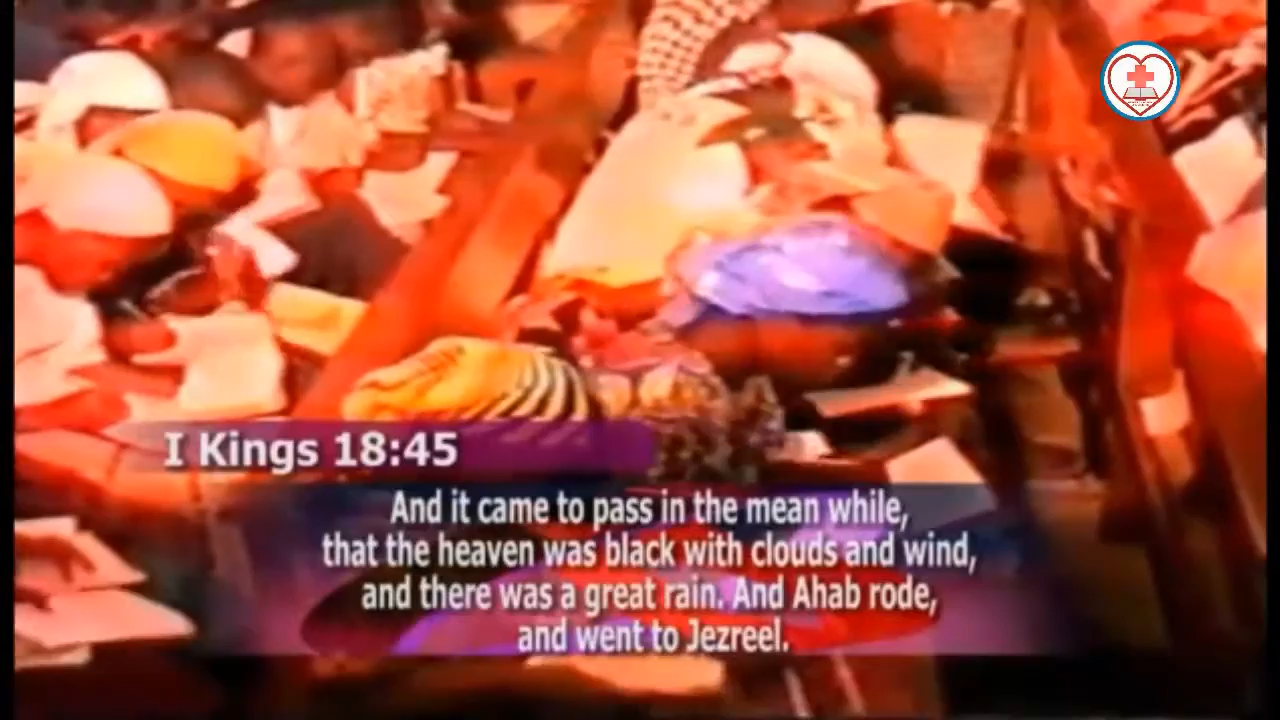 I Kings 18:45
And it came to pass in the mean while,
that the heaven was black with clouds and wind,
and there was a great rain. And Ahab rode,
and went to Jezreel.